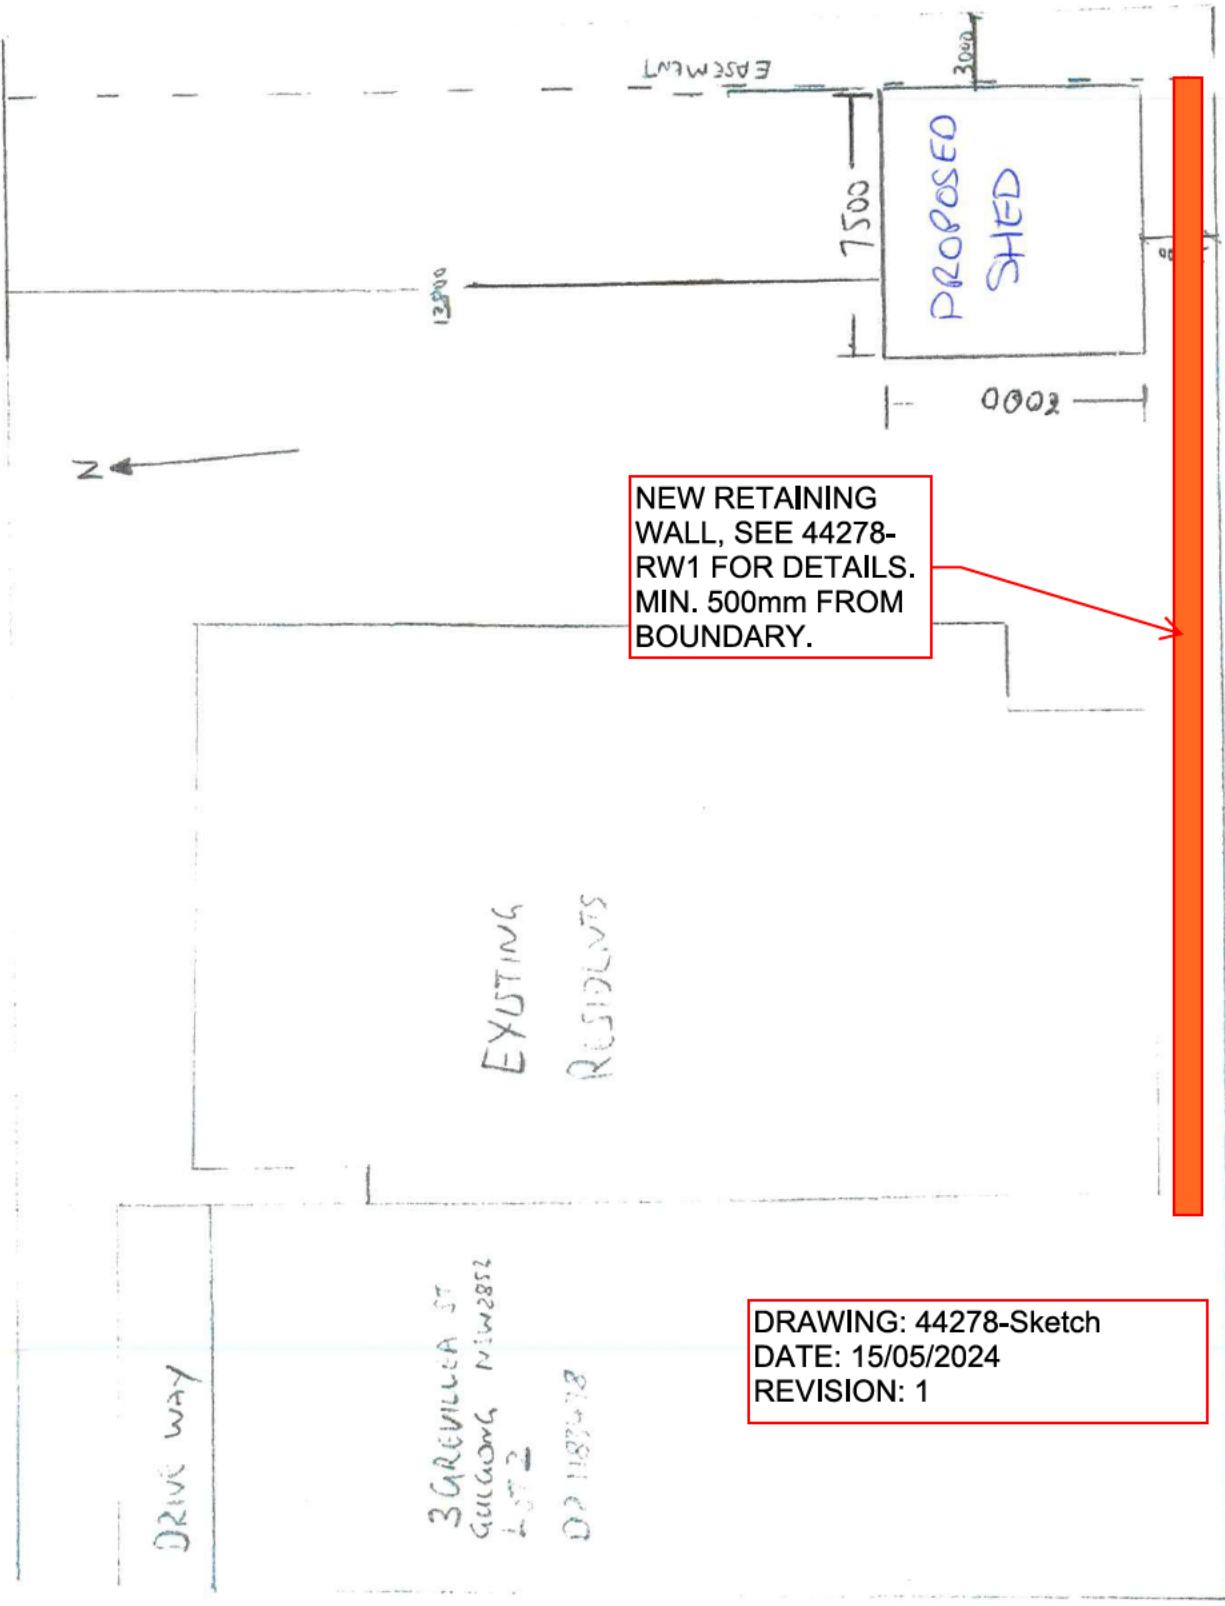 EASEMENT
3000
7500
PROPOSED
SHED
N
7000
NEW RETAINING
WALL, SEE 44278-
RW1 FOR DETAILS.
MIN. 500mm FROM
BOUNDARY.
EXISTING
RESIDENTS
DRIVE WAY
3 GREVILLEA ST
GULGONG NSW 2852
LOT 2
DRAWING: 44278-Sketch
DATE: 15/05/2024
REVISION: 1